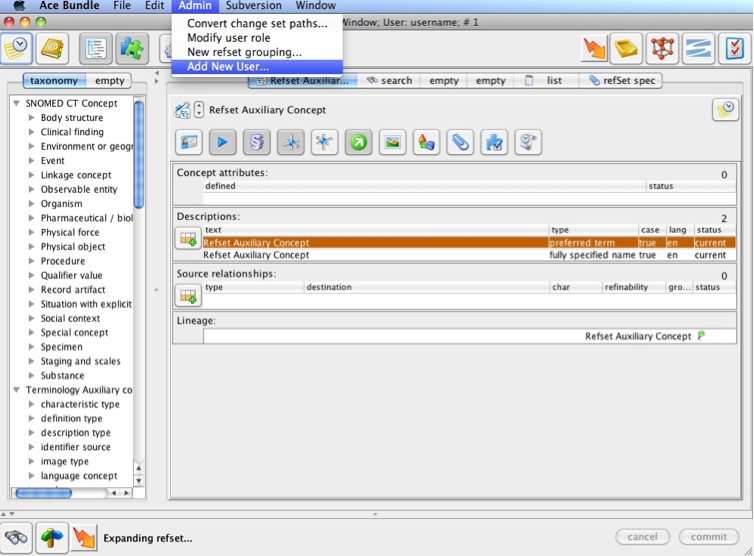 Ace Bundle File Edit Admin Subversion Window
Window; User: username; # 1
Convert change set paths...
Modify user role
New refset grouping...
Add New User...
taxonomy empty
Refset Auxiliar... search empty empty list refSet spec
SNOMED CT Concept
Body structure
Clinical finding
Environment or geogr
Event
Linkage concept
Observable entity
Organism
Pharmaceutical / biol
Physical force
Physical object
Procedure
Qualifier value
Record artifact
Situation with explicit
Social context
Special concept
Specimen
Staging and scales
Substance
Terminology Auxiliary co
characteristic type
definition type
description type
identifier source
image type
language concept
Refset Auxiliary Concept
Concept attributes: 0
defined status
Descriptions: 2
text type case lang status
Refset Auxiliary Concept preferred term true en current
Refset Auxiliary Concept fully specified name true en current
Source relationships: 0
type destination char refinability gro... status
Lineage:
Refset Auxiliary Concept
Expanding refset...
cancel commit